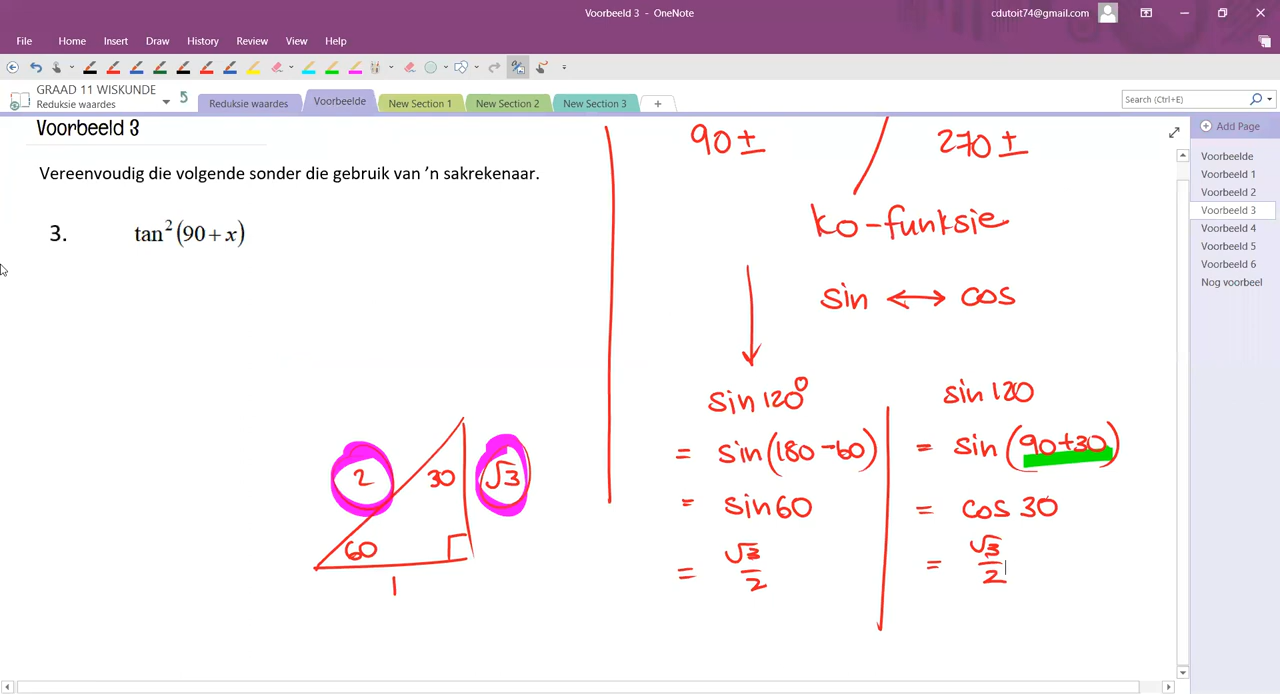 Voorbeeld 3 - OneNote
cdutoit74@gmail.com
File Home Insert Draw History Review View Help
GRAAD 11 WISKUNDE
Reduksie waardes
Reduksie waardes
Voorbeelde
New Section 1
New Section 2
New Section 3
+
Search (Ctrl+E)
Add Page
Voorbeelde
Voorbeeld 1
Voorbeeld 2
Voorbeeld 3
Voorbeeld 4
Voorbeeld 5
Voorbeeld 6
Nog voorbeel
Voorbeeld 3
Vereenvoudig die volgende sonder die gebruik van ’n sakrekenaar.
3. tan²(90 + x)
2
30
√3
60
1
90 ±
270 ±
ko-funksie
sin ↔ cos
sin 120°
= sin(180 - 60)
= sin 60
= √3/2
sin 120
= sin(90+30)
= cos 30
= √3/2